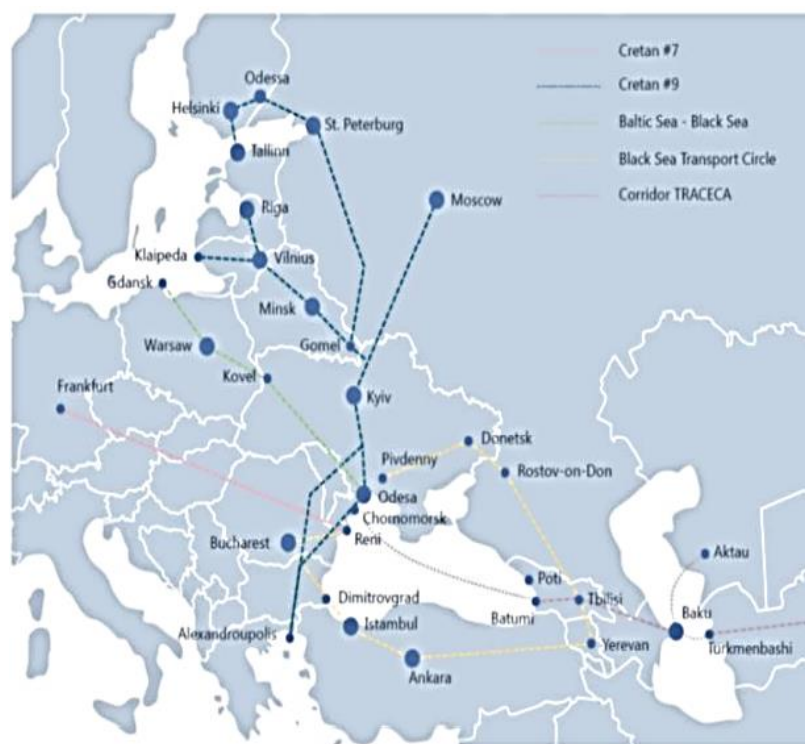 Cretan #7
Odessa
Cretan #9
Helsinki
St. Peterburg
Baltic Sea - Black Sea
Tallinn
Black Sea Transport Circle
Riga
Moscow
Corridor TRACECA
Klaipeda
Vilnius
Gdansk
Minsk
Warsaw
Gomel
Kovel
Frankfurt
Kyiv
Donetsk
Pivdenny
Rostov-on-Don
Odesa
Chornomorsk
Bucharest
Reni
Aktau
Poti
Dimitrovgrad
Tbilisi
Batumi
Baku
Istambul
Alexandroupolis
Yerevan
Turkmenbashi
Ankara